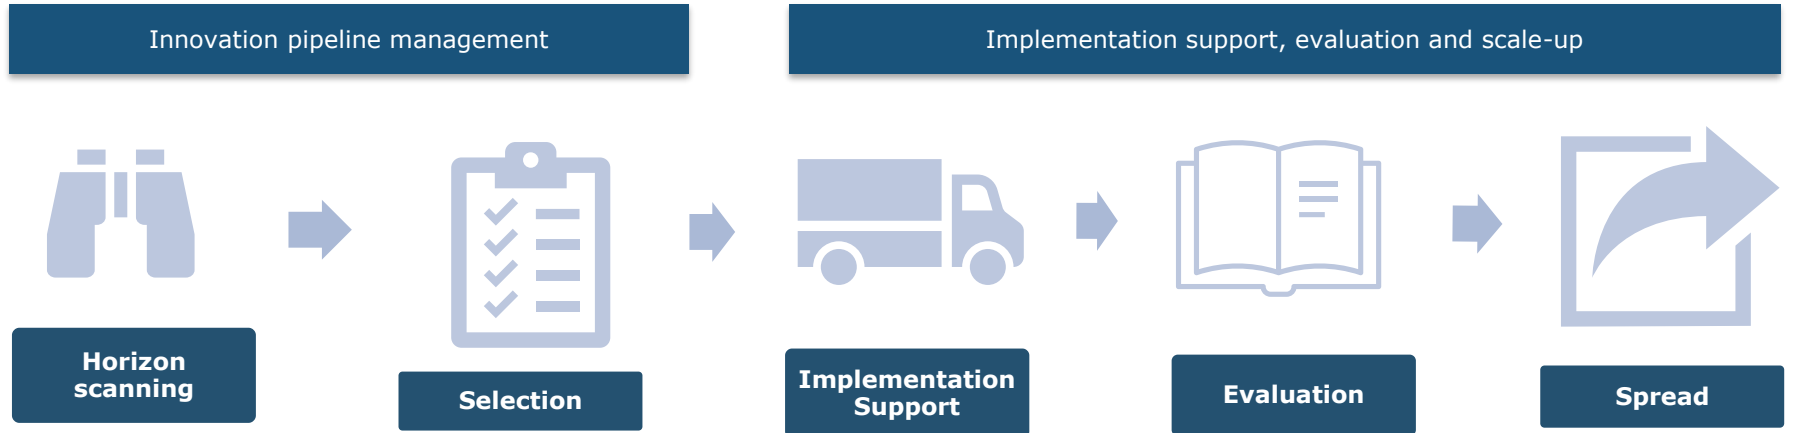 Innovation pipeline management
Implementation support, evaluation and scale-up
Horizon
scanning
Selection
Implementation
Support
Evaluation
Spread